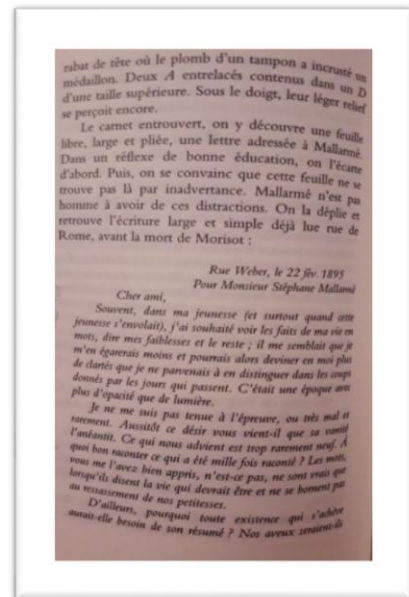 rabat de tête où le plomb d'un tampon a incrusté un
médaillon. Deux A entrelacés contenus dans un D
d'une taille supérieure. Sous le doigt, leur léger relief
se perçoit encore.
Le carnet entrouvert, on y découvre une feuille
libre, large et pliée, une lettre adressée à Mallarmé.
Dans un réflexe de bonne éducation, on l'écarte
d'abord. Puis, on se convainc que cette feuille ne se
trouve pas là par inadvertance. Mallarmé n'est pas
homme à avoir de ces distractions. On la déplie et
retrouve l'écriture large et simple déjà lue rue de
Rome, avant la mort de Morisot :
Rue Weber, le 22 fév. 1895
Pour Monsieur Stéphane Mallarmé
Cher ami,
Souvent, dans ma jeunesse (et surtout quand cette
jeunesse s'envolait), j'ai souhaité voir les faits de ma vie en
mots, dire mes faiblesses et le reste ; il me semblait que je
m'en égarerais moins et pourrais alors deviner en moi plus
de clartés que je ne parvenais à en distinguer dans les coups
donnés par les jours qui passent. C'était une époque avec
plus d'opacité que de lumière.
Je ne me suis pas tenue à l'épreuve, ou très mal et
rarement. Aussitôt ce désir vous vient-il que sa vanité
l'anéantit. Ce qui nous advient est trop rarement neuf. À
quoi bon raconter ce qui a été mille fois raconté ? Les mots,
vous me l'avez bien appris, n'est-ce pas, ne sont vrais que
lorsqu'ils disent la vie qui devrait être et ne se bornent pas
au ressassement de nos petitesses.
D'ailleurs, pourquoi toute existence qui s'achève
aurait-elle besoin de son résumé ? Nos aveux seraient-ils